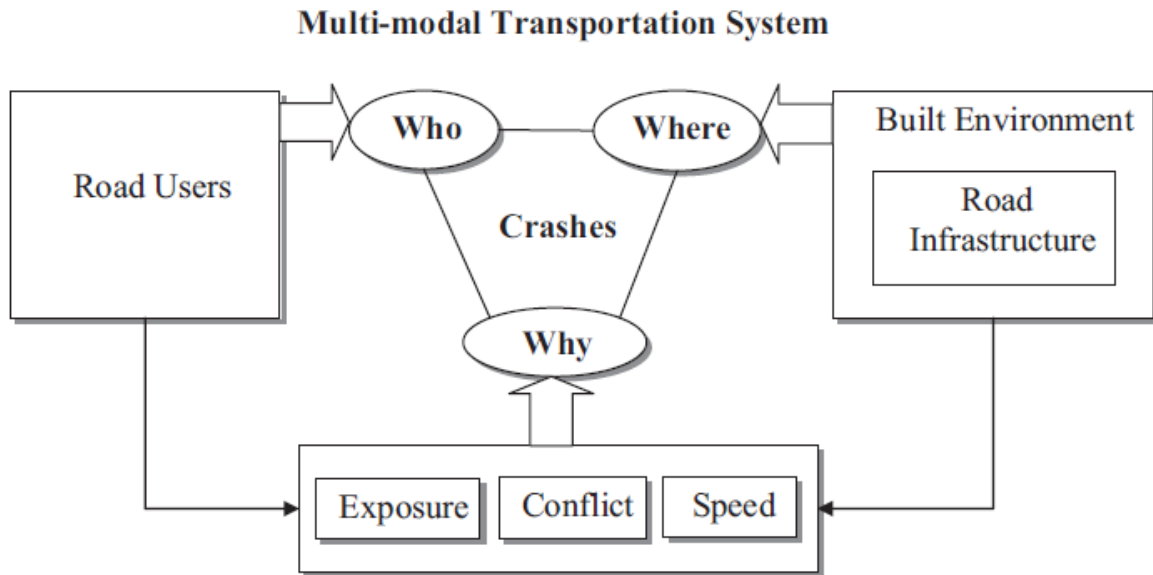 Multi-modal Transportation System
Who
Where
Built Environment
Road Users
Road
Infrastructure
Crashes
Why
Exposure
Conflict
Speed